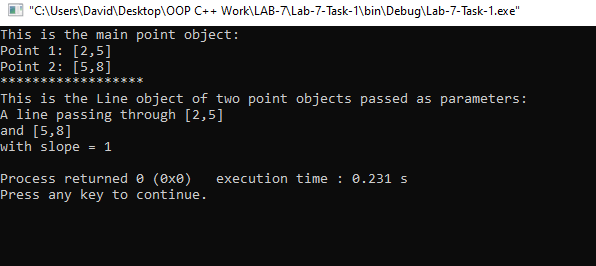 "C:\Users\David\Desktop\OOP C++ Work\LAB-7\Lab-7-Task-1\bin\Debug\Lab-7-Task-1.exe"
This is the main point object:
Point 1: [2,5]
Point 2: [5,8]
******************
This is the Line object of two point objects passed as parameters:
A line passing through [2,5]
and [5,8]
with slope = 1
Process returned 0 (0x0)   execution time : 0.231 s
Press any key to continue.